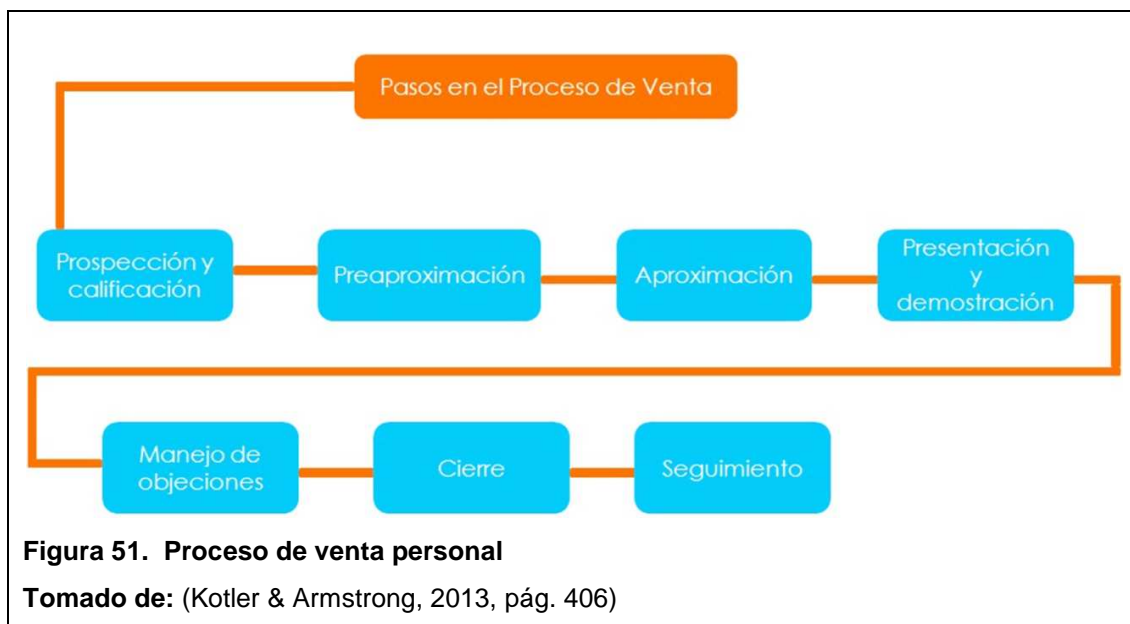 Pasos en el Proceso de Venta
Prospección y
calificación
Preaproximación
Aproximación
Presentación
y
demostración
Manejo de
objeciones
Cierre
Seguimiento
Figura 51. Proceso de venta personal
Tomado de: (Kotler & Armstrong, 2013, pág. 406)